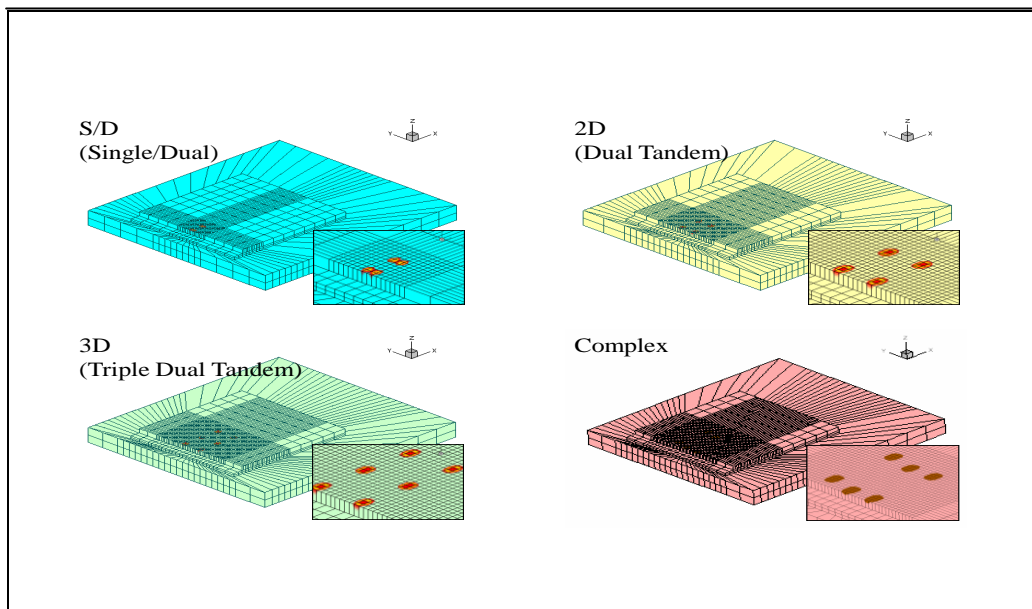 S/D
(Single/Dual)
Z
Y
X
2D
(Dual Tandem)
Z
Y
X
3D
(Triple Dual Tandem)
Z
Y
X
Complex
Z
Y
X